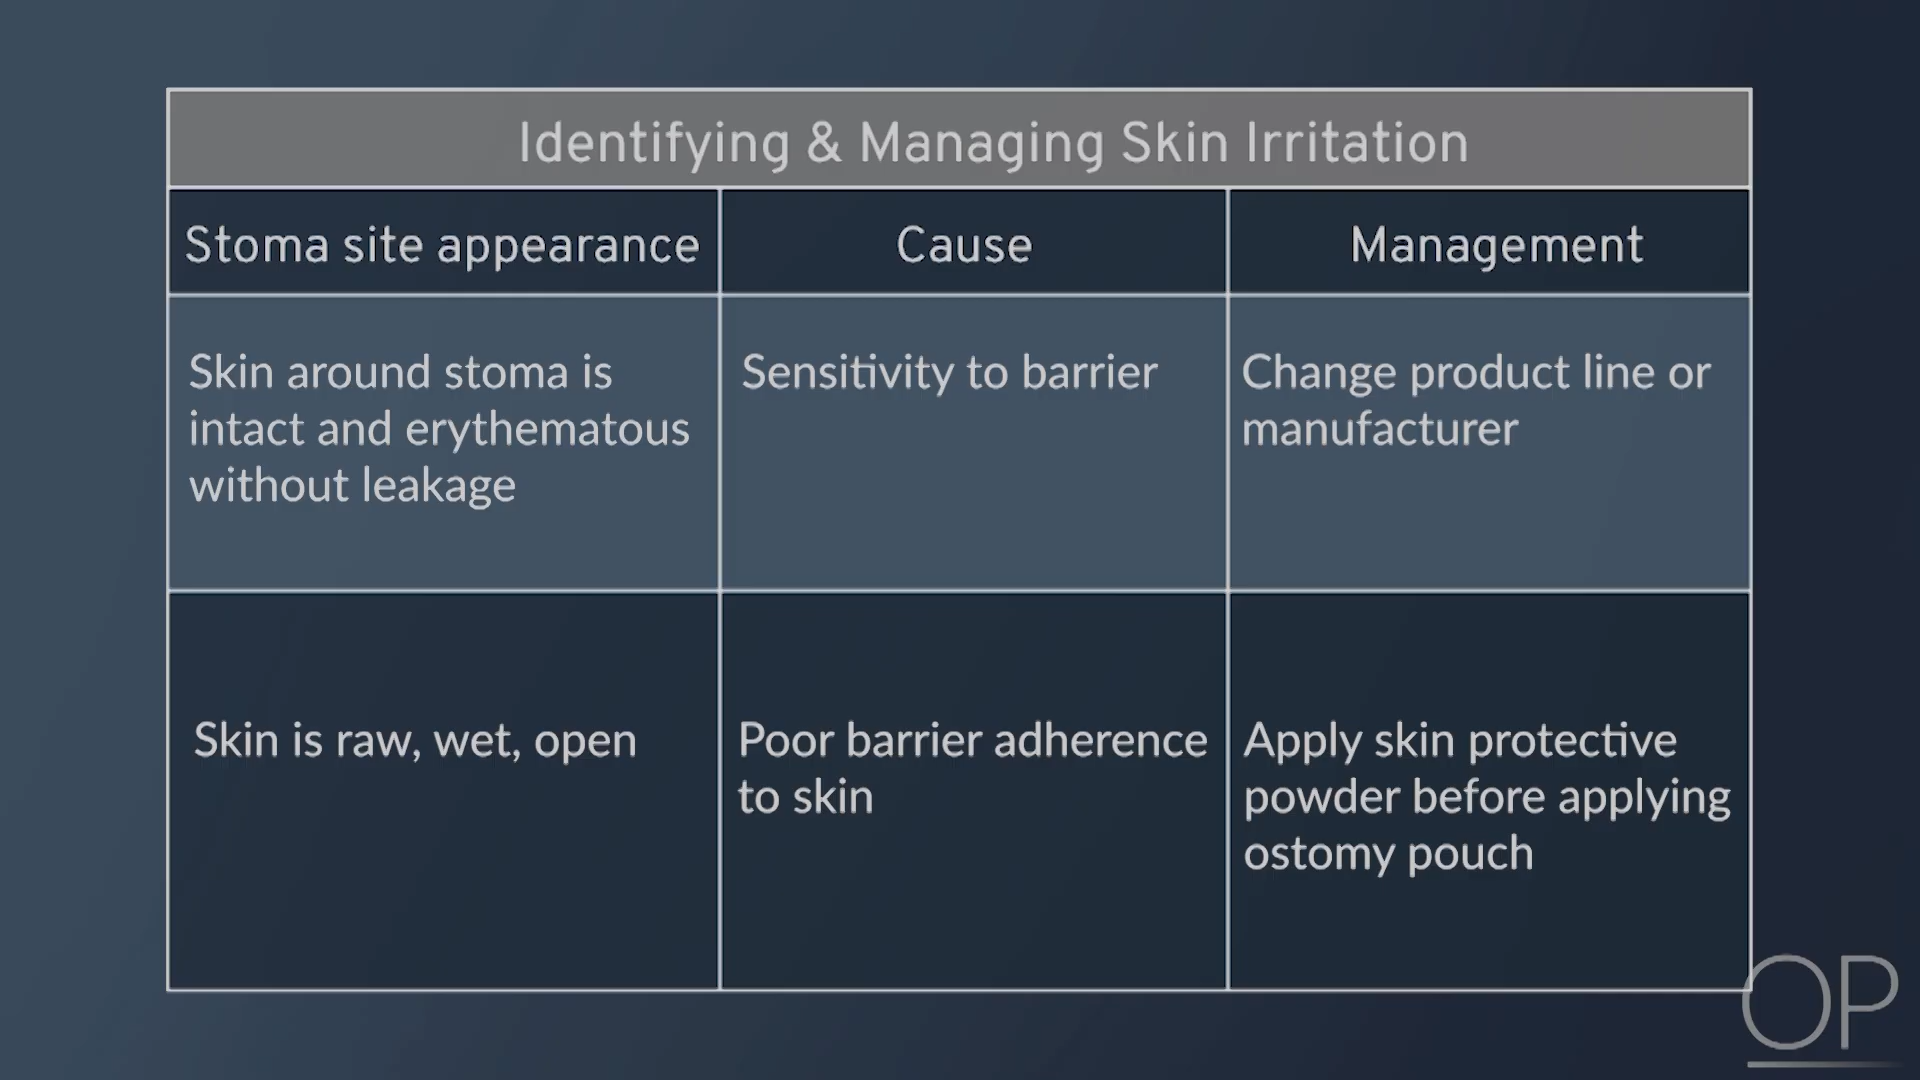 Identifying & Managing Skin Irritation
Stoma site appearance
Cause
Management
Skin around stoma is
intact and erythematous
without leakage
Sensitivity to barrier
Change product line or
manufacturer
Skin is raw, wet, open
Poor barrier adherence
to skin
Apply skin protective
powder before applying
ostomy pouch
OP